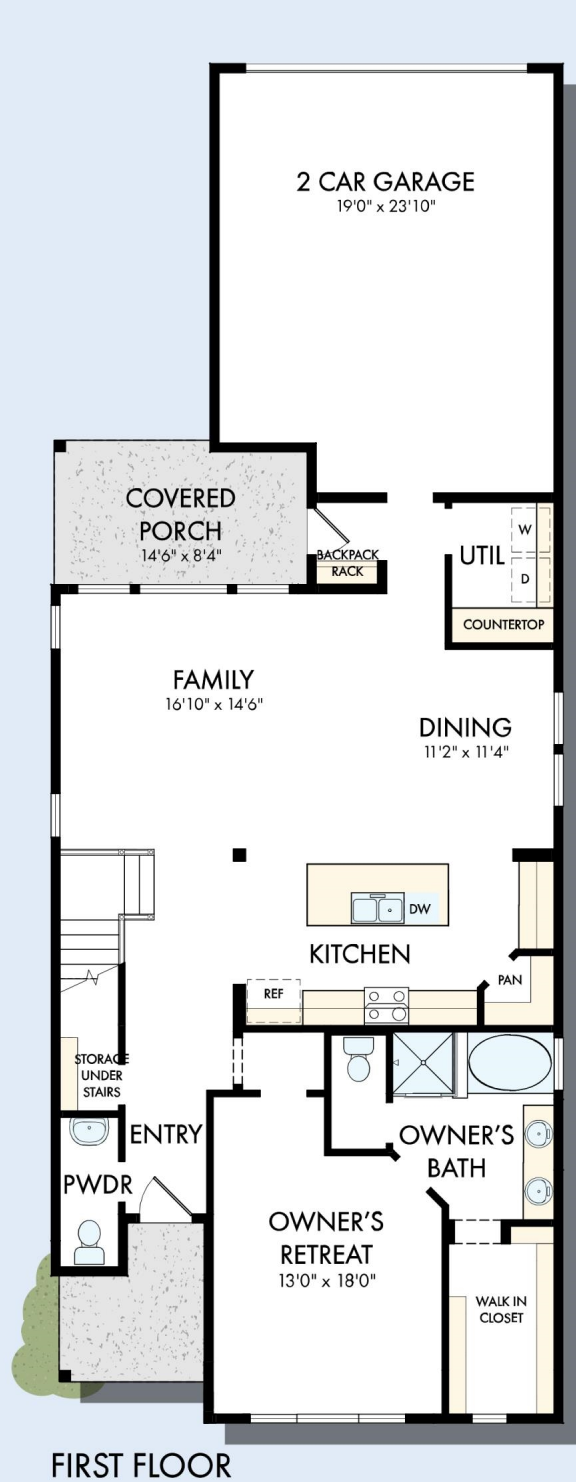 2 CAR GARAGE
19'0" x 23'10"
COVERED
PORCH
14'6" x 8'4"
BACKPACK
RACK
UTIL
W
D
COUNTERTOP
FAMILY
16'10" x 14'6"
DINING
11'2" x 11'4"
DW
KITCHEN
PAN
REF
STORAGE
UNDER
STAIRS
ENTRY
PWDR
OWNER'S
BATH
OWNER'S
RETREAT
13'0" x 18'0"
WALK IN
CLOSET
FIRST FLOOR